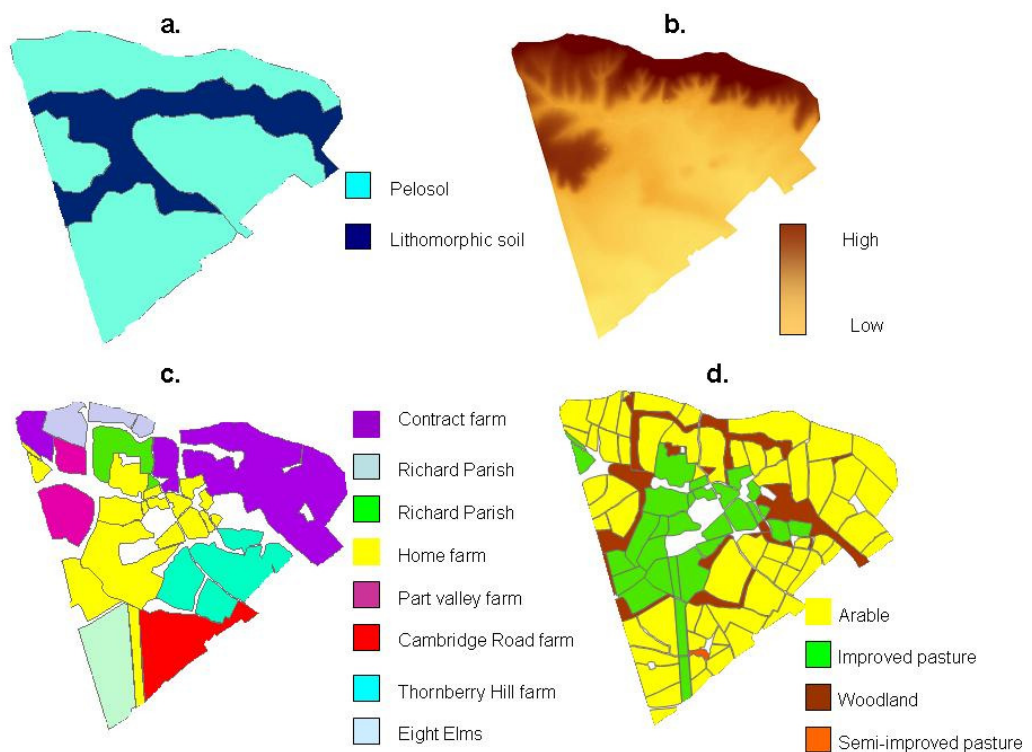 a.
b.
Pelosol
Lithomorphic soil
High
Low
c.
d.
Contract farm
Richard Parish
Richard Parish
Home farm
Part valley farm
Cambridge Road farm
Thornberry Hill farm
Eight Elms
Arable
Improved pasture
Woodland
Semi-improved pasture